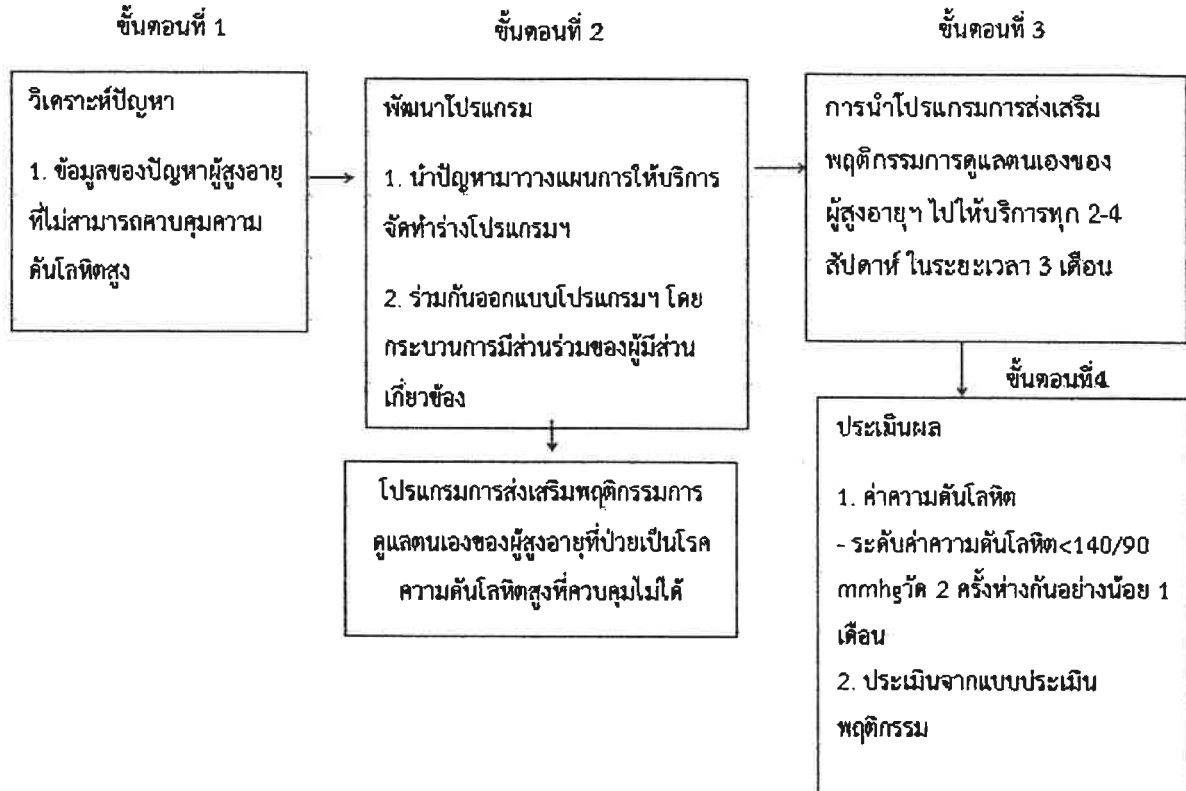 ขั้นตอนที่ 1
วิเคราะห์ปัญหา
1. ข้อมูลของปัญหาผู้สูงอายุ
ที่ไม่สามารถควบคุมความ
ดันโลหิตสูง
ขั้นตอนที่ 2
พัฒนาโปรแกรม
1. นำปัญหามาวางแผนการให้บริการ
จัดทำร่างโปรแกรมฯ
2. ร่วมกันออกแบบโปรแกรมฯ โดย
กระบวนการมีส่วนร่วมของผู้มีส่วน
เกี่ยวข้อง
โปรแกรมการส่งเสริมพฤติกรรมการ
ดูแลตนเองของผู้สูงอายุที่ป่วยเป็นโรค
ความดันโลหิตสูงที่ควบคุมไม่ได้
ขั้นตอนที่ 3
การนำโปรแกรมการส่งเสริม
พฤติกรรมการดูแลตนเองของ
ผู้สูงอายุฯ ไปให้บริการทุก 2-4
สัปดาห์ ในระยะเวลา 3 เดือน
ขั้นตอนที่4
ประเมินผล
1. ค่าความดันโลหิต
- ระดับค่าความดันโลหิต<140/90
mmhgวัด 2 ครั้งห่างกันอย่างน้อย 1
เดือน
2. ประเมินจากแบบประเมิน
พฤติกรรม